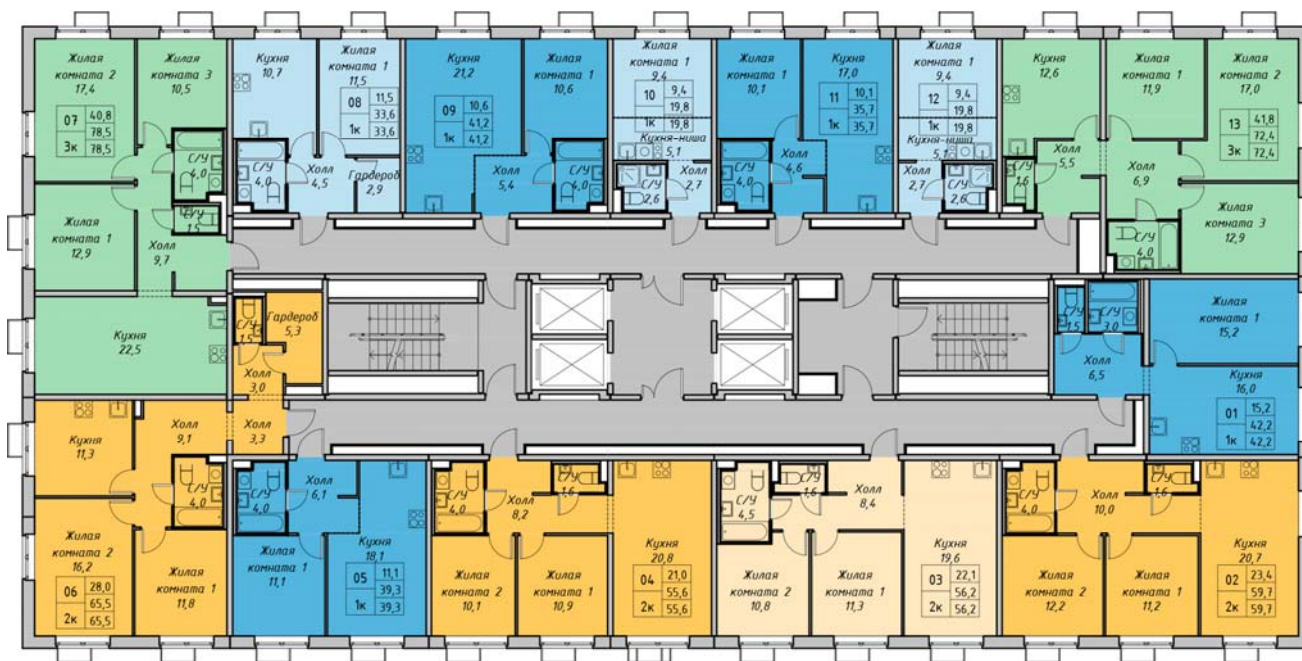 Жилая
комната 2
17,4
07
40,8
78,5
3к
78,5
Жилая
комната 3
10,5
С/У
4,0
Жилая
комната 1
12,9
С/У
1,5
Холл
9,7
Кухня
22,5
Кухня
10,7
Жилая
комната 1
11,5
08
11,5
33,6
1к
33,6
С/У
4,0
Холл
4,5
Гардероб
2,9
Кухня
21,2
09
10,6
41,2
1к
41,2
Жилая
комната 1
10,6
Холл
5,4
С/У
4,0
Жилая
комната 1
9,4
10
9,4
19,8
1к
19,8
Кухня-ниша
5,1
С/У
2,6
Холл
2,7
Жилая
комната 1
10,1
С/У
4,0
Холл
4,6
Кухня
17,0
11
10,1
35,7
1к
35,7
Жилая
комната 1
9,4
12
9,4
19,8
1к
19,8
Кухня-ниша
5,1
Холл
2,7
С/У
2,6
Кухня
12,6
С/У
1,6
Холл
5,5
Жилая
комната 1
11,9
Жилая
комната 2
17,0
13
41,8
72,4
3к
72,4
Холл
6,9
С/У
4,0
Жилая
комната 3
12,9
С/У
1,5
Гардероб
5,3
Холл
3,0
Холл
3,3
С/У
1,5
С/У
3,0
Холл
6,5
Жилая
комната 1
15,2
Кухня
16,0
01
15,2
42,2
1к
42,2
Кухня
11,3
Холл
9,1
С/У
4,0
Жилая
комната 2
16,2
06
28,0
65,5
2к
65,5
Жилая
комната 1
11,8
С/У
4,0
Холл
6,1
Жилая
комната 1
11,1
Кухня
18,1
05
11,1
39,3
1к
39,3
С/У
4,0
Холл
8,2
С/У
1,6
Жилая
комната 2
10,1
Жилая
комната 1
10,9
Кухня
20,8
04
21,0
55,6
2к
55,6
С/У
4,5
С/У
1,6
Холл
8,4
Жилая
комната 2
10,8
Жилая
комната 1
11,3
Кухня
19,6
03
22,1
56,2
2к
56,2
С/У
4,0
Холл
10,0
С/У
1,6
Жилая
комната 2
12,2
Жилая
комната 1
11,2
Кухня
20,7
02
23,4
59,7
2к
59,7